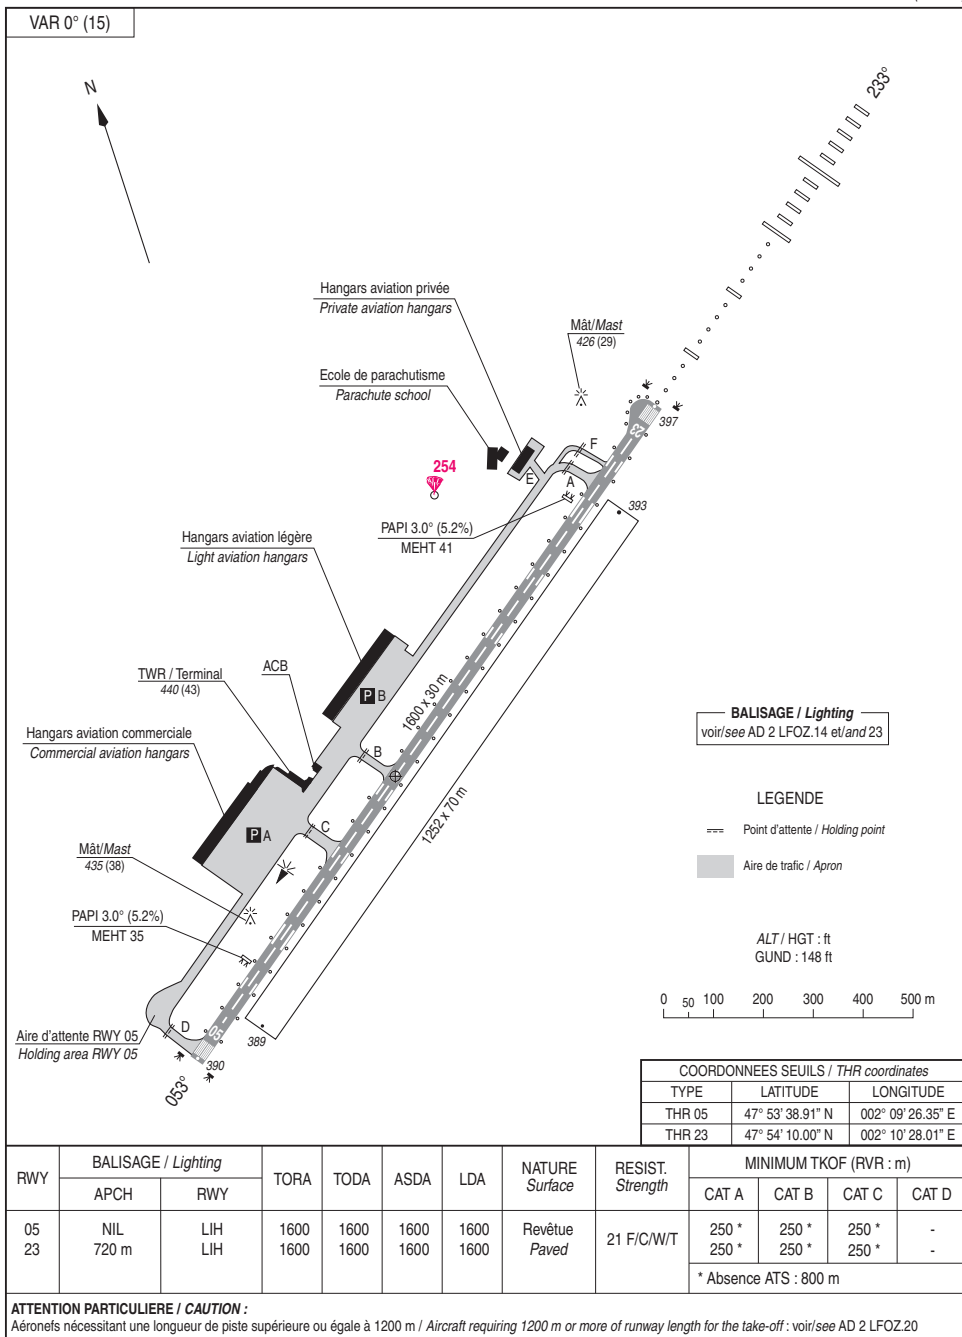 VAR 0° (15)
N
233°
Hangars aviation privée
Private aviation hangars
Mât/Mast
426 (29)
Ecole de parachutisme
Parachute school
397
23
F
254
E
A
393
PAPI 3.0° (5.2%)
MEHT 41
Hangars aviation légère
Light aviation hangars
TWR / Terminal
440 (43)
ACB
P B
1600 x 30 m
BALISAGE / Lighting
voir/see AD 2 LFOZ.14 et/and 23
Hangars aviation commerciale
Commercial aviation hangars
B
1252 x 70 m
LEGENDE
Point d'attente / Holding point
P A
C
Mât/Mast
435 (38)
Aire de trafic / Apron
PAPI 3.0° (5.2%)
MEHT 35
ALT / HGT : ft
GUND : 148 ft
0 50 100 200 300 400 500 m
D
05
Aire d'attente RWY 05
Holding area RWY 05
389
390
053°
COORDONNEES SEUILS / THR coordinates
TYPE LATITUDE LONGITUDE
THR 05 47° 53' 38.91" N 002° 09' 26.35" E
THR 23 47° 54' 10.00" N 002° 10' 28.01" E
RWY BALISAGE / Lighting TORA TODA ASDA LDA NATURE Surface RESIST. Strength MINIMUM TKOF (RVR : m)
APCH RWY CAT A CAT B CAT C CAT D
05 NIL LIH 1600 1600 1600 1600 Revêtue 21 F/C/W/T 250 * 250 * 250 * -
23 720 m LIH 1600 1600 1600 1600 Paved 250 * 250 * 250 * -
* Absence ATS : 800 m
ATTENTION PARTICULIERE / CAUTION :
Aéronefs nécessitant une longueur de piste supérieure ou égale à 1200 m / Aircraft requiring 1200 m or more of runway length for the take-off : voir/see AD 2 LFOZ.20